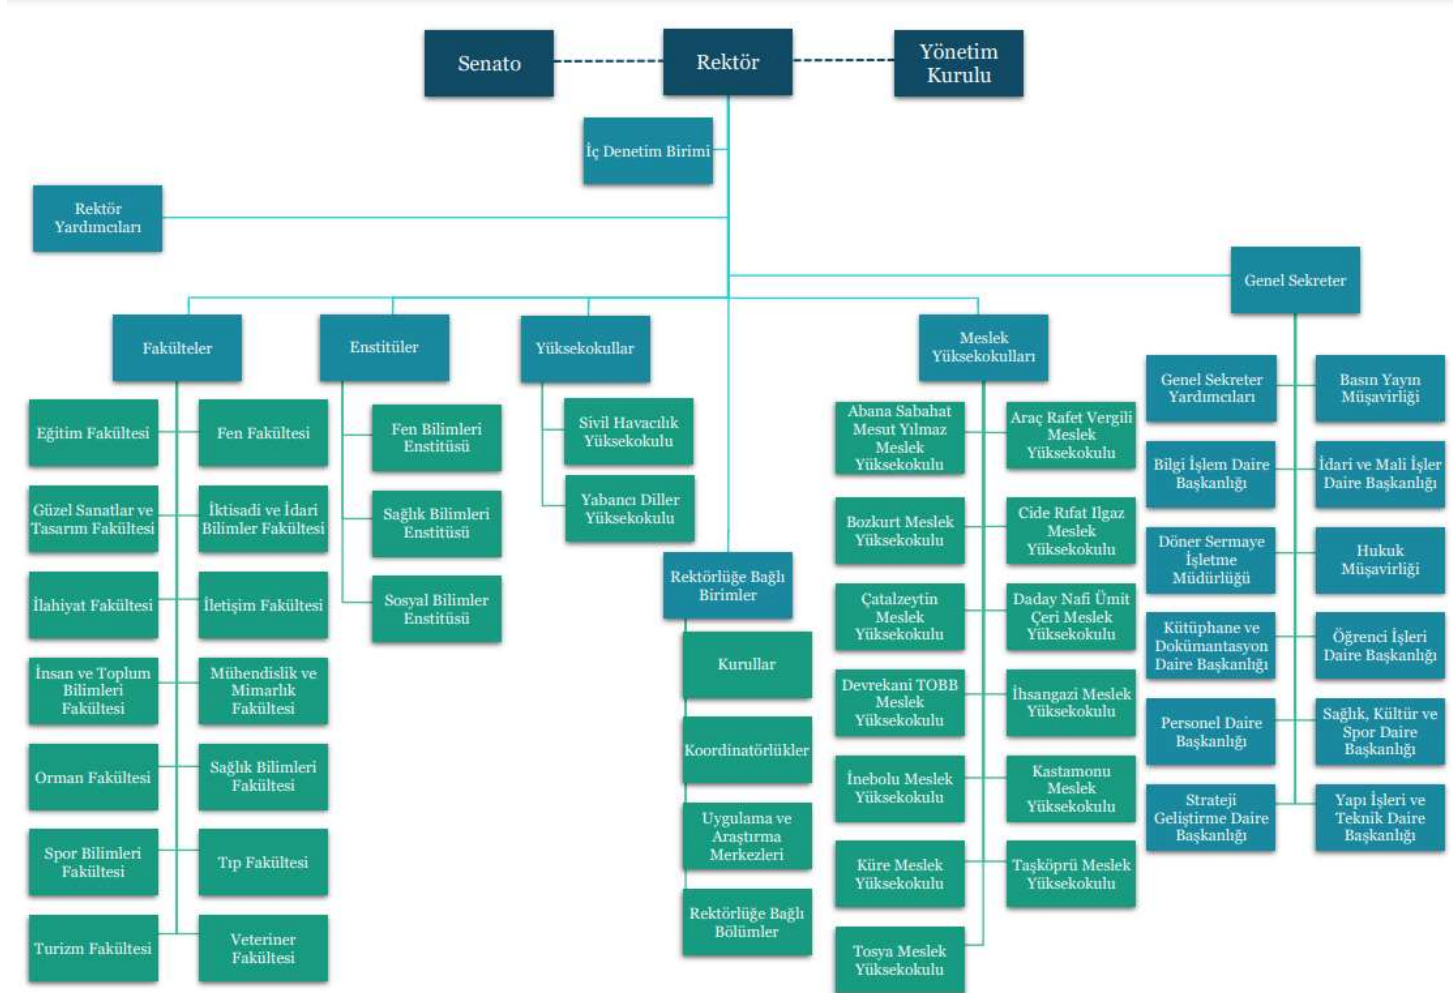 Senato
Rektör
Yönetim
Kurulu
İç Denetim Birimi
Rektör
Yardımcıları
Genel Sekreter
Fakülteler
Enstitüler
Yüksekokullar
Meslek
Yüksekokulları
Eğitim Fakültesi
Fen Fakültesi
Güzel Sanatlar ve
Tasarım Fakültesi
İktisadi ve İdari
Bilimler Fakültesi
İlahiyat Fakültesi
İletişim Fakültesi
İnsan ve Toplum
Bilimleri
Fakültesi
Mühendislik ve
Mimarlık
Fakültesi
Orman Fakültesi
Sağlık Bilimleri
Fakültesi
Spor Bilimleri
Fakültesi
Tıp Fakültesi
Turizm Fakültesi
Veteriner
Fakültesi
Fen Bilimleri
Enstitüsü
Sağlık Bilimleri
Enstitüsü
Sosyal Bilimler
Enstitüsü
Sivil Havacılık
Yüksekokulu
Yabancı Diller
Yüksekokulu
Rektörlüğe Bağlı
Birimler
Kurullar
Koordinatörlükler
Uygulama ve
Araştırma
Merkezleri
Rektörlüğe Bağlı
Bölümler
Abana Sabahat
Mesut Yılmaz
Meslek
Yüksekokulu
Araç Rafet Vergili
Meslek
Yüksekokulu
Bozkurt Meslek
Yüksekokulu
Cide Rıfat Ilgaz
Meslek
Yüksekokulu
Çatalzeytin
Meslek
Yüksekokulu
Daday Nafi Ümit
Çeri Meslek
Yüksekokulu
Devrekani TOBB
Meslek
Yüksekokulu
İhsangazi Meslek
Yüksekokulu
İnebolu Meslek
Yüksekokulu
Kastamonu
Meslek
Yüksekokulu
Küre Meslek
Yüksekokulu
Taşköprü Meslek
Yüksekokulu
Tosya Meslek
Yüksekokulu
Genel Sekreter
Yardımcıları
Basın Yayın
Müşavirliği
Bilgi İşlem Daire
Başkanlığı
İdari ve Mali İşler
Daire Başkanlığı
Döner Sermaye
İşletme
Müdürlüğü
Hukuk
Müşavirliği
Kütüphane ve
Dokümantasyon
Daire Başkanlığı
Öğrenci İşleri
Daire Başkanlığı
Personel Daire
Başkanlığı
Sağlık, Kültür ve
Spor Daire
Başkanlığı
Strateji
Geliştirme Daire
Başkanlığı
Yapı İşleri ve
Teknik Daire
Başkanlığı